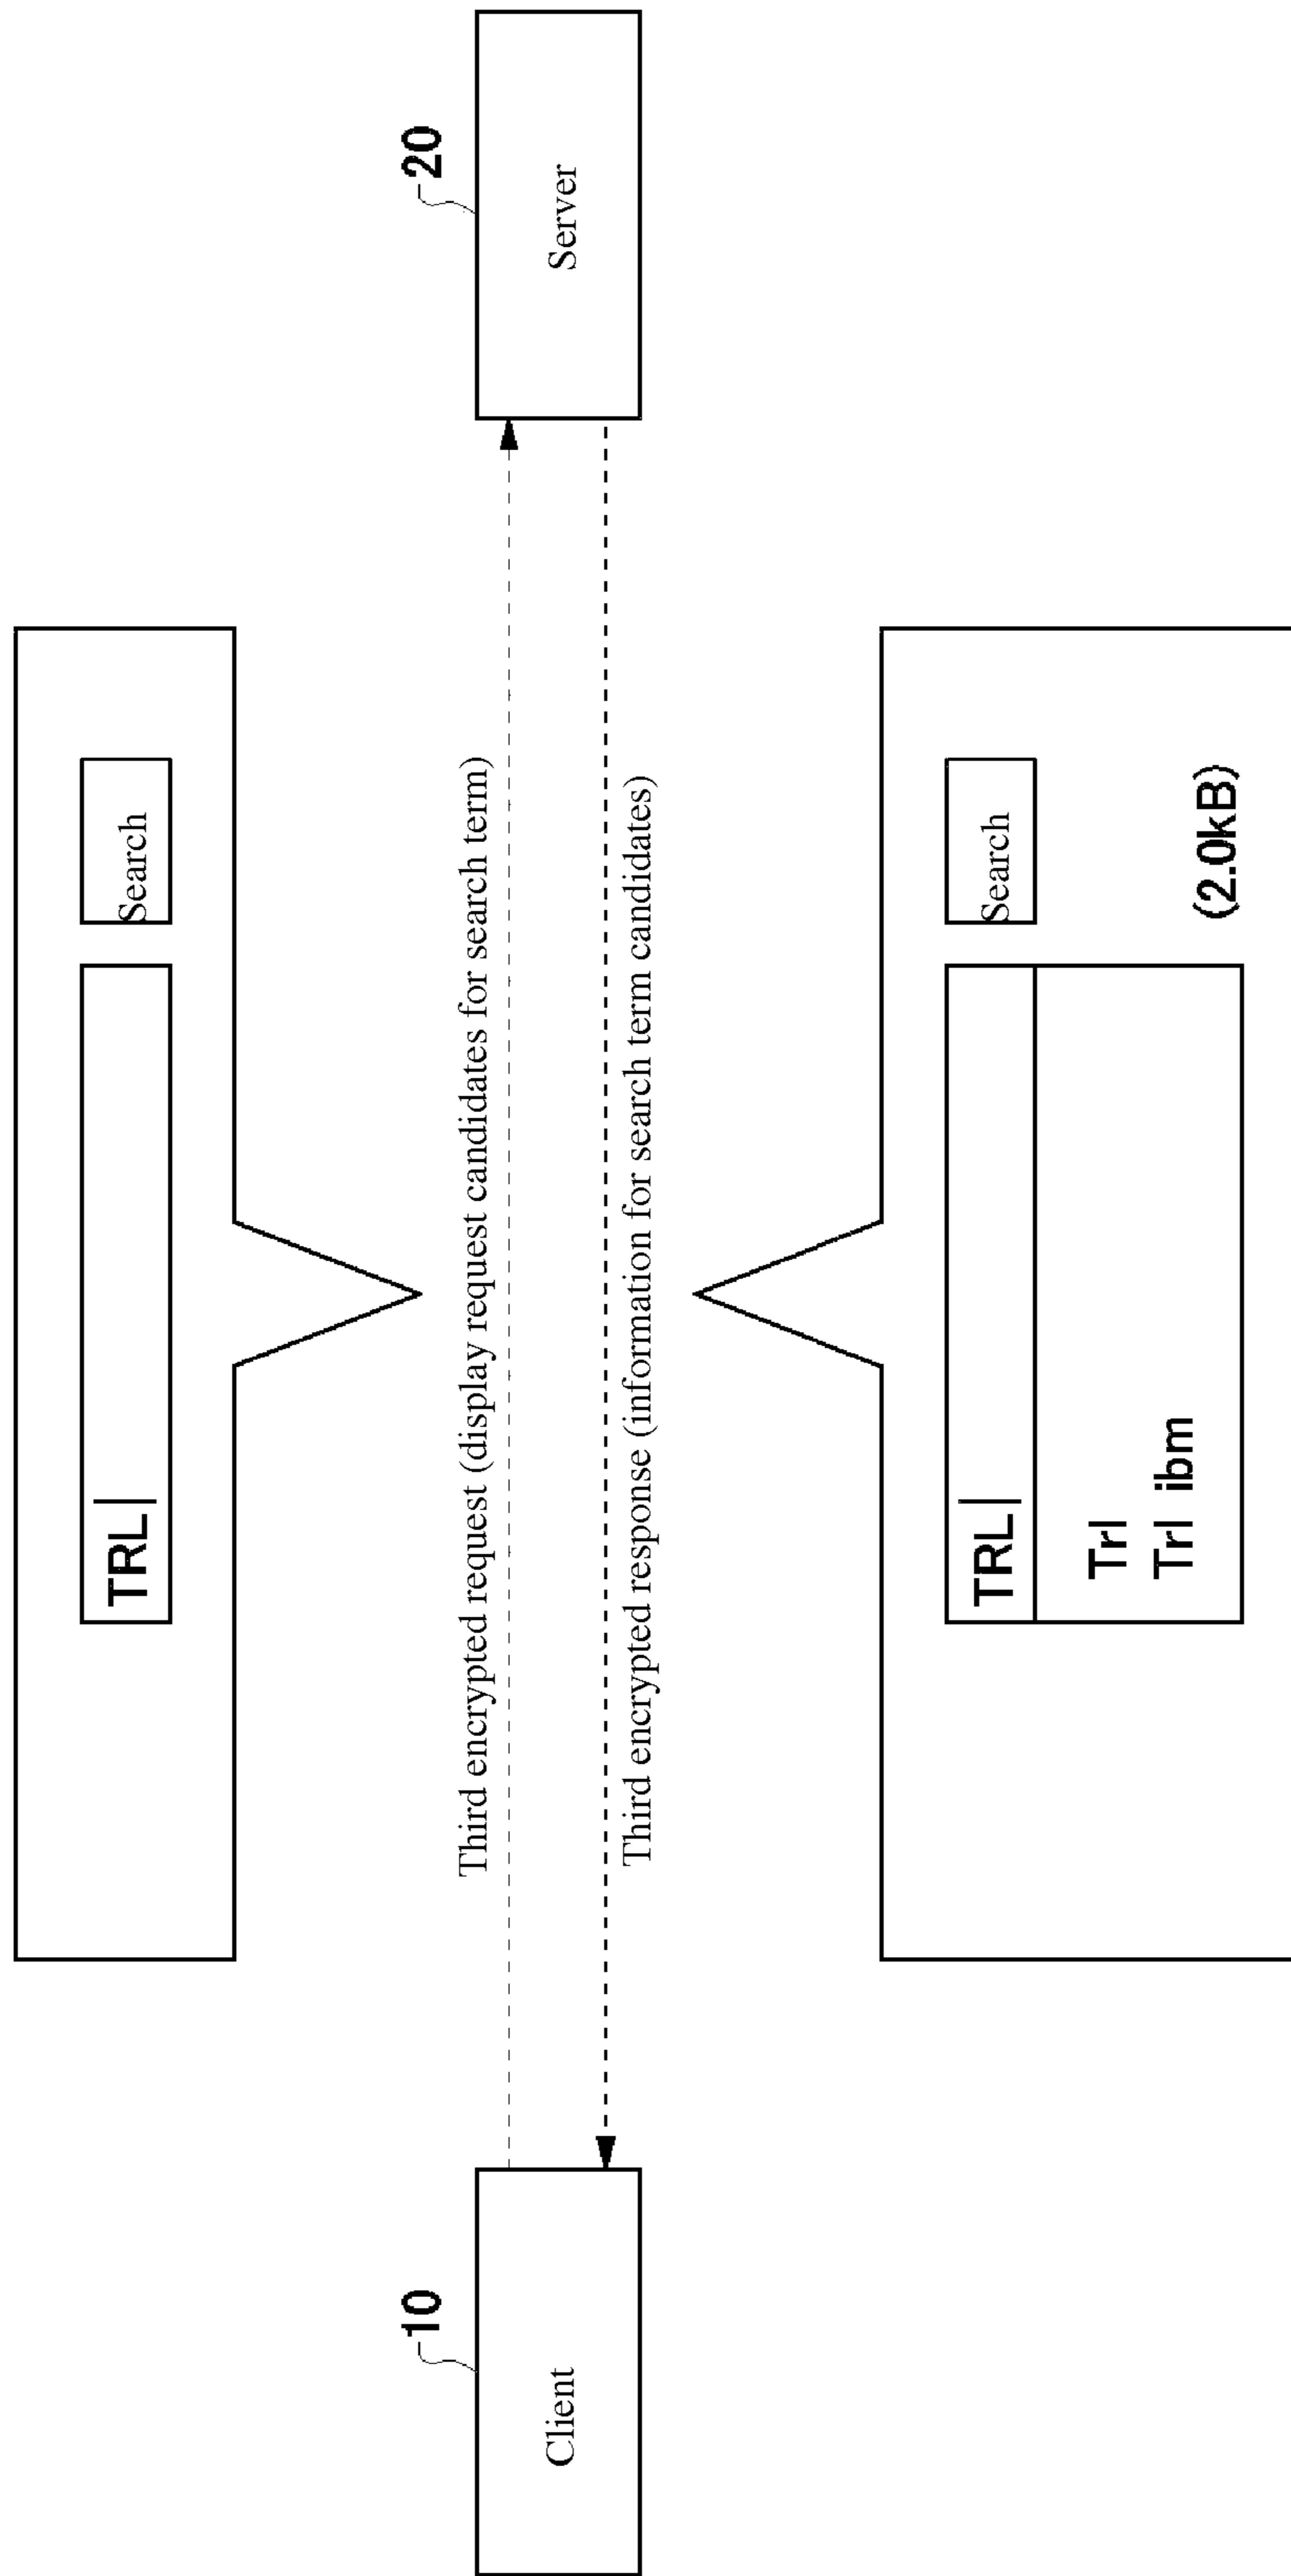 TRL|
Search
10
20
Third encrypted request (display request candidates for search term)
Client
Server
Third encrypted response (information for search term candidates)
TRL|
Search
Trl
Trl ibm
(2.0kB)